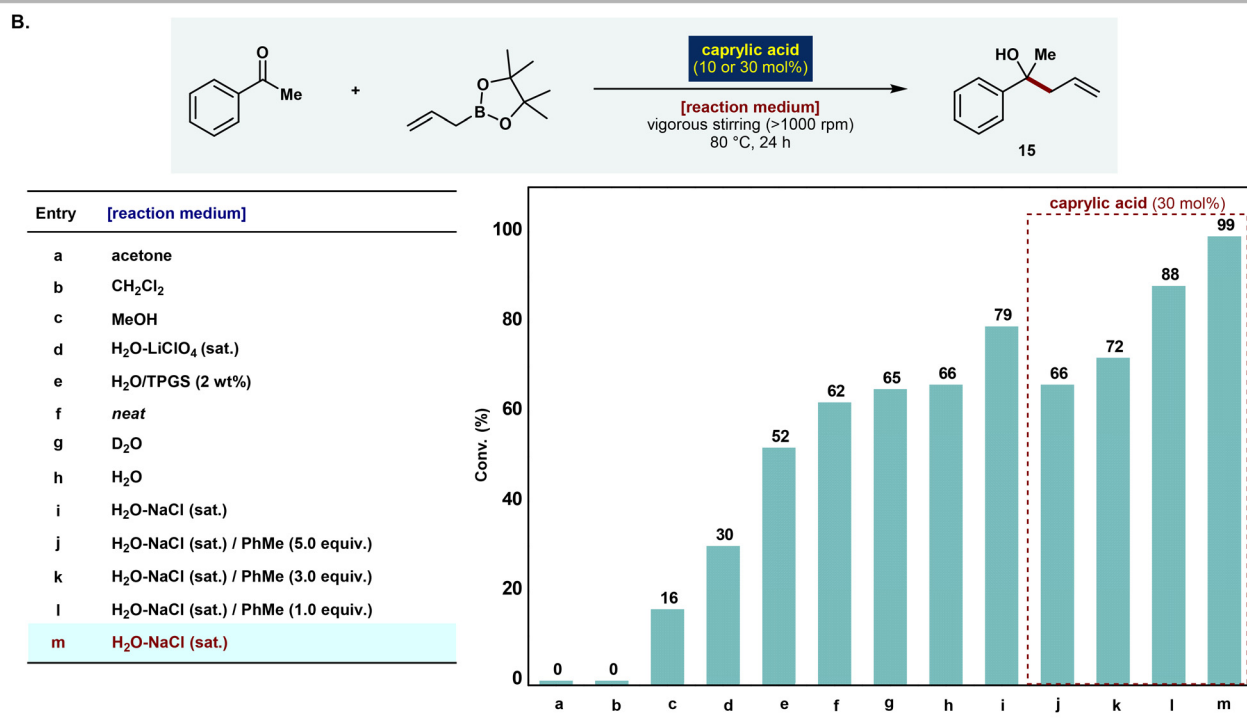 B.
O
Me
+
O
B
O
caprylic acid
(10 or 30 mol%)
[reaction medium]
vigorous stirring (>1000 rpm)
80 °C, 24 h
HO Me
15
Entry [reaction medium]
a acetone
b CH₂Cl₂
c MeOH
d H₂O-LiClO₄ (sat.)
e H₂O/TPGS (2 wt%)
f neat
g D₂O
h H₂O
i H₂O-NaCl (sat.)
j H₂O-NaCl (sat.) / PhMe (5.0 equiv.)
k H₂O-NaCl (sat.) / PhMe (3.0 equiv.)
l H₂O-NaCl (sat.) / PhMe (1.0 equiv.)
m H₂O-NaCl (sat.)
Conv. (%)
100
80
60
40
20
0
caprylic acid (30 mol%)
0 0 16 30 52 62 65 66 79 66 72 88 99
a b c d e f g h i j k l m